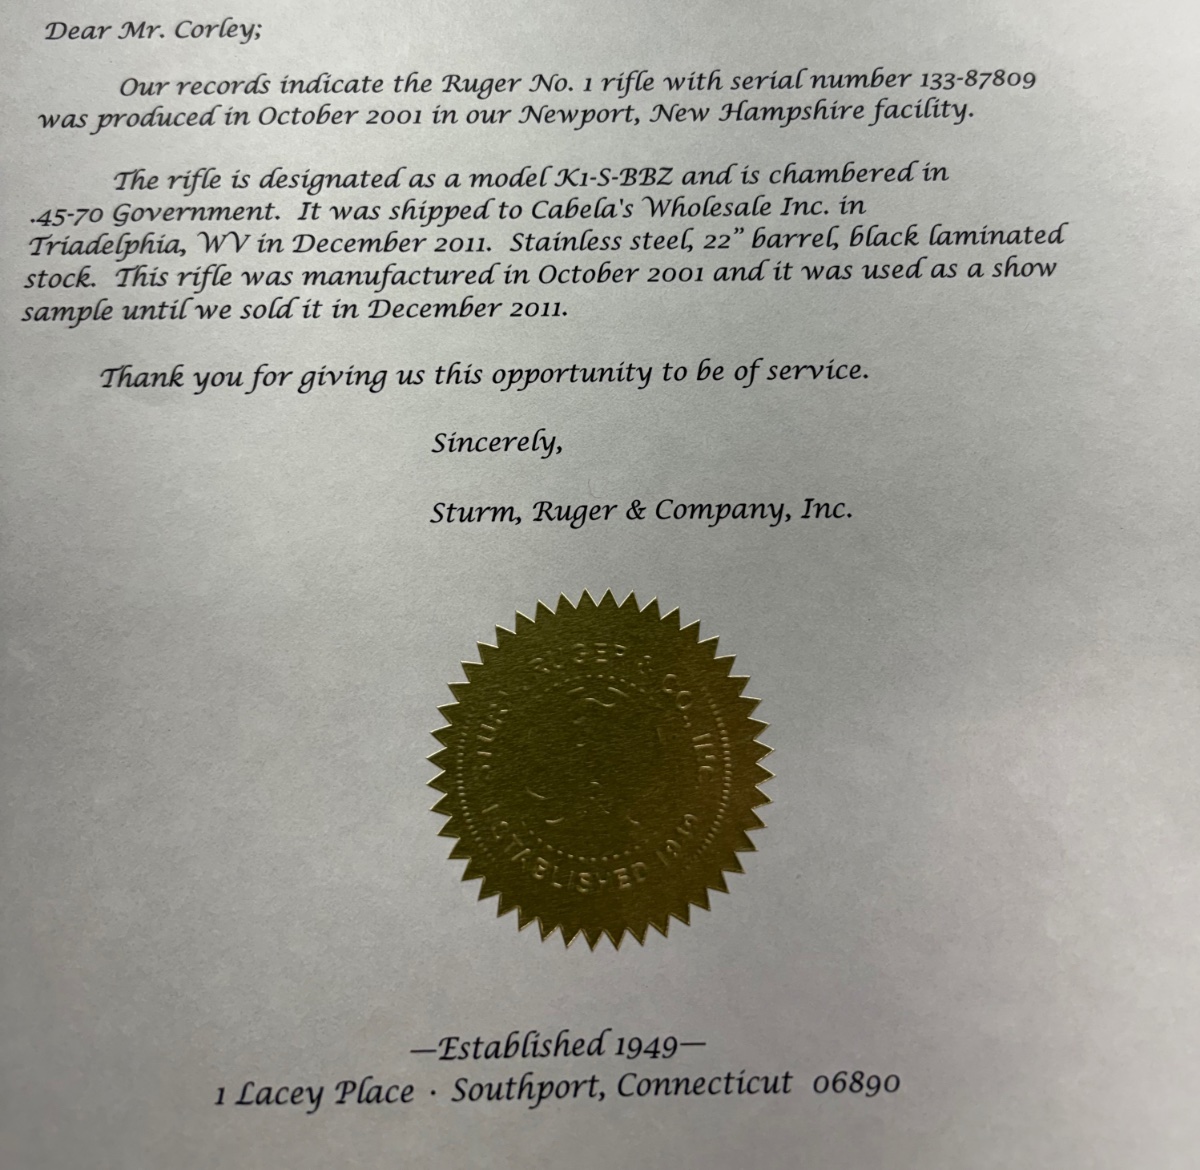 Dear Mr. Corley;
Our records indicate the Ruger No. 1 rifle with serial number 133-87809
was produced in October 2001 in our Newport, New Hampshire facility.
The rifle is designated as a model K1-S-BBZ and is chambered in
.45-70 Government. It was shipped to Cabela's Wholesale Inc. in
Triadelphia, WV in December 2011. Stainless steel, 22” barrel, black laminated
stock. This rifle was manufactured in October 2001 and it was used as a show
sample until we sold it in December 2011.
Thank you for giving us this opportunity to be of service.
Sincerely,
Sturm, Ruger & Company, Inc.
RUGER & CO., INC.
ESTABLISHED
—Established 1949—
1 Lacey Place · Southport, Connecticut 06890